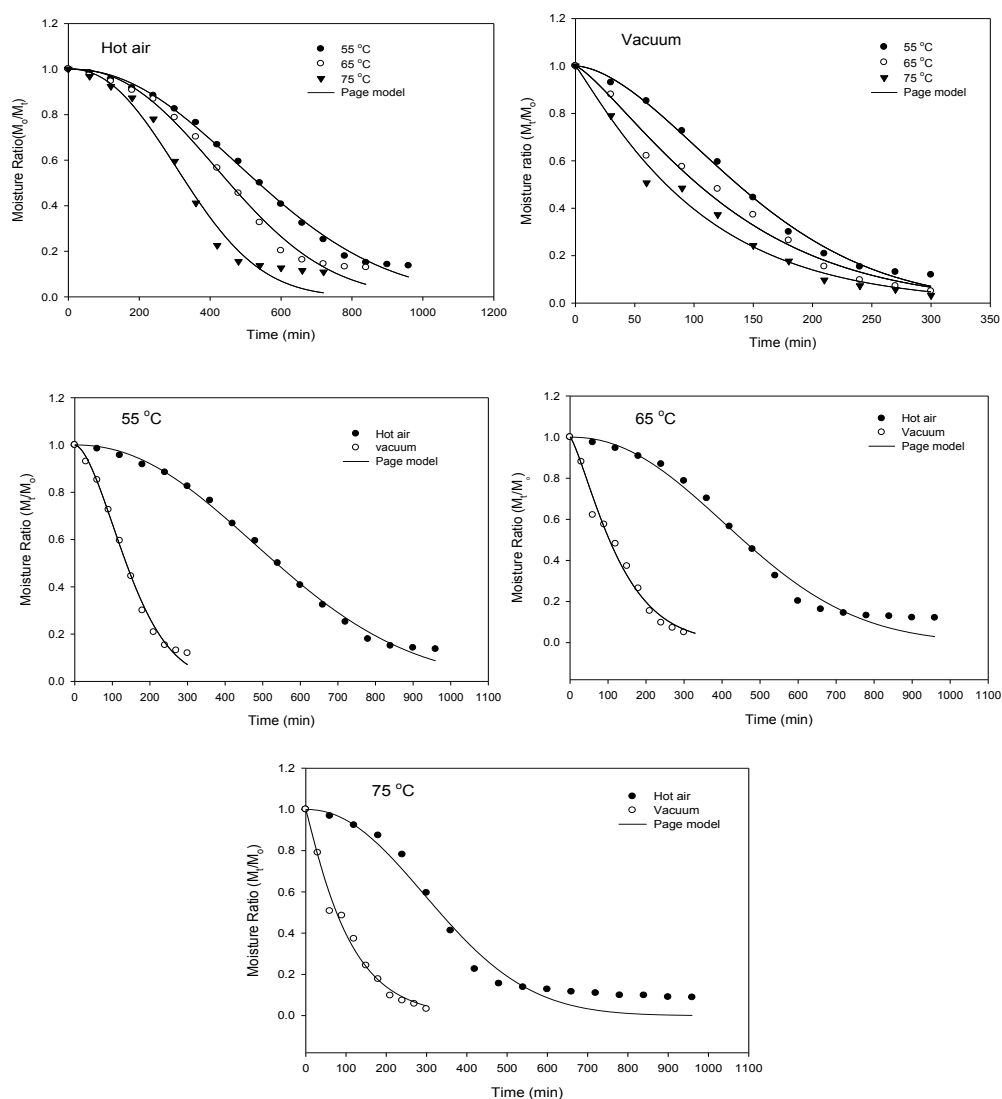 Hot air
55 °C
65 °C
75 °C
Page model
Moisture Ratio(Mo/Mt)
1.2
1.0
0.8
0.6
0.4
0.2
0.0
0 200 400 600 800 1000 1200
Time (min)
Vacuum
55 °C
65 °C
75 °C
Page model
Moisture ratio (Mt/Mo)
1.2
1.0
0.8
0.6
0.4
0.2
0.0
0 50 100 150 200 250 300 350
Time (min)
55 °C
Hot air
vacuum
Page model
Moisture Ratio (Mt/Mo)
1.2
1.0
0.8
0.6
0.4
0.2
0.0
0 100 200 300 400 500 600 700 800 900 1000 1100
Time (min)
65 °C
Hot air
Vacuum
Page model
Moisture Ratio (Mt/Mo)
1.2
1.0
0.8
0.6
0.4
0.2
0.0
0 100 200 300 400 500 600 700 800 900 1000 1100
Time (min)
75 °C
Hot air
Vacuum
Page model
Moisture Ratio (Mt/Mo)
1.2
1.0
0.8
0.6
0.4
0.2
0.0
0 100 200 300 400 500 600 700 800 900 1000 1100
Time (min)